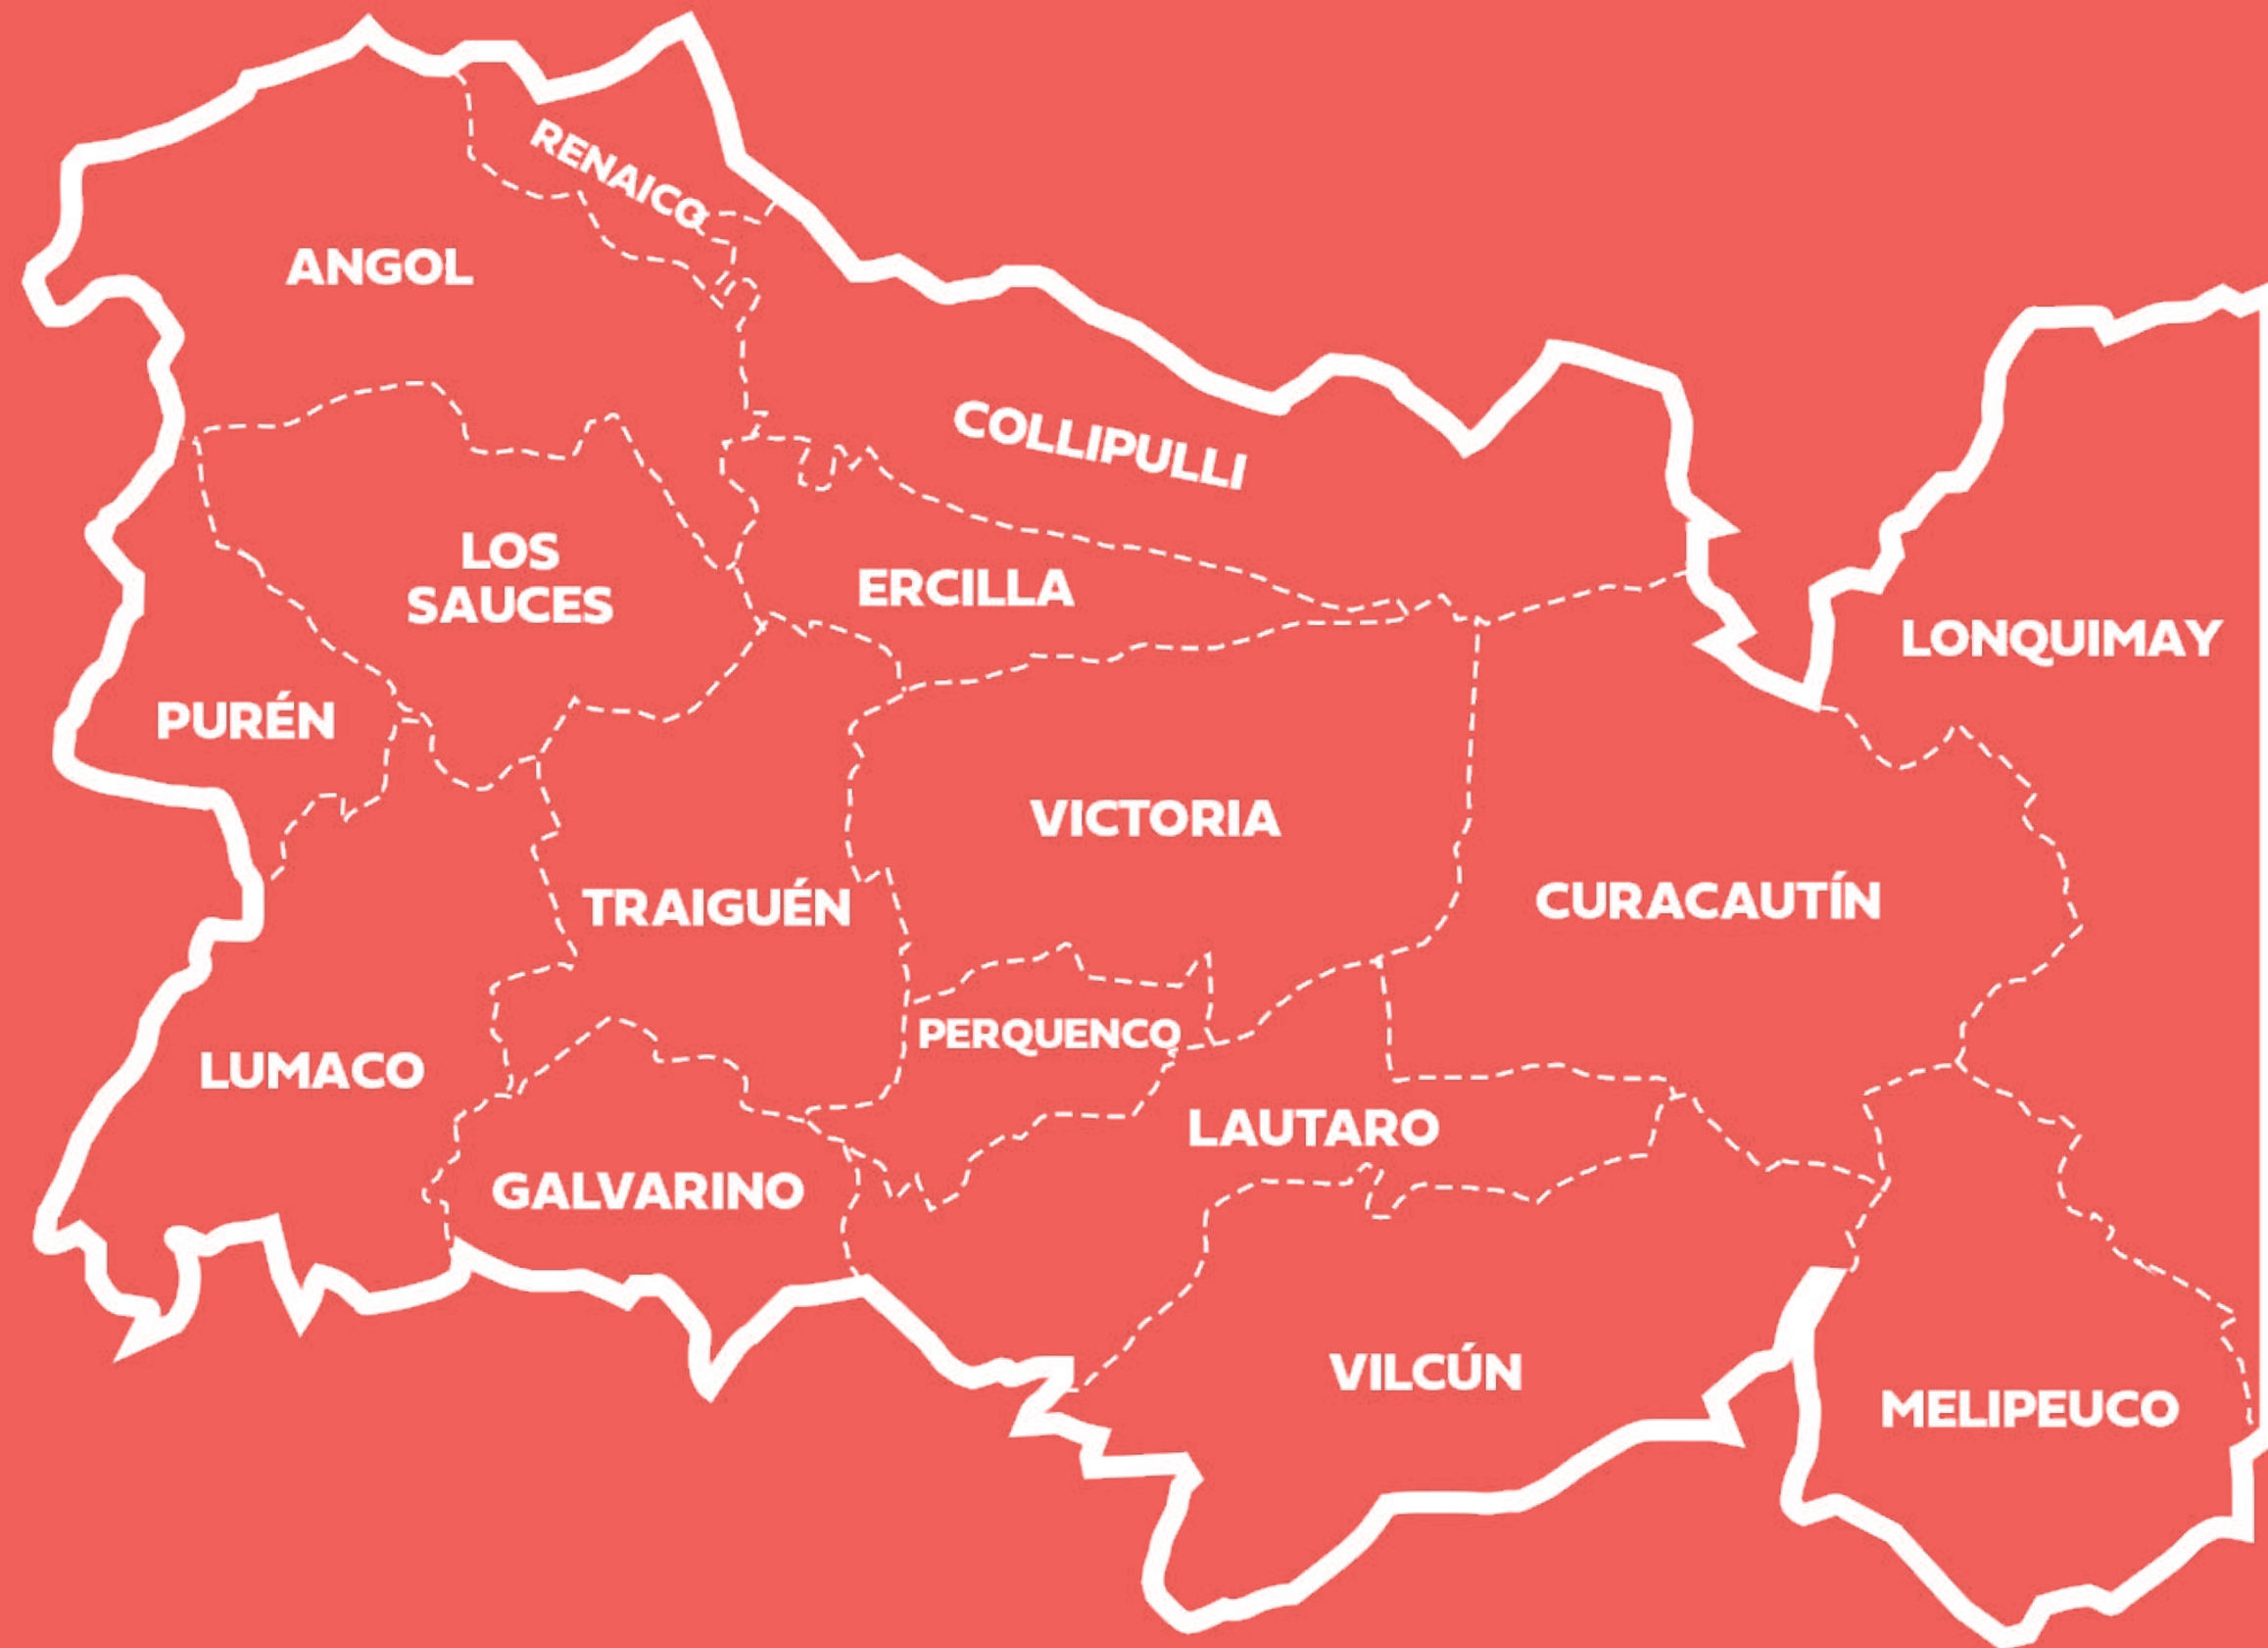 RENAICO
ANGOL
COLLIPULLI
LOS
SAUCES
ERCILLA
LONQUIMAY
PURÉN
VICTORIA
TRAIGUÉN
CURACAUTÍN
PERQUENCO
LUMACO
LAUTARO
GALVARINO
VILCÚN
MELIPEUCO